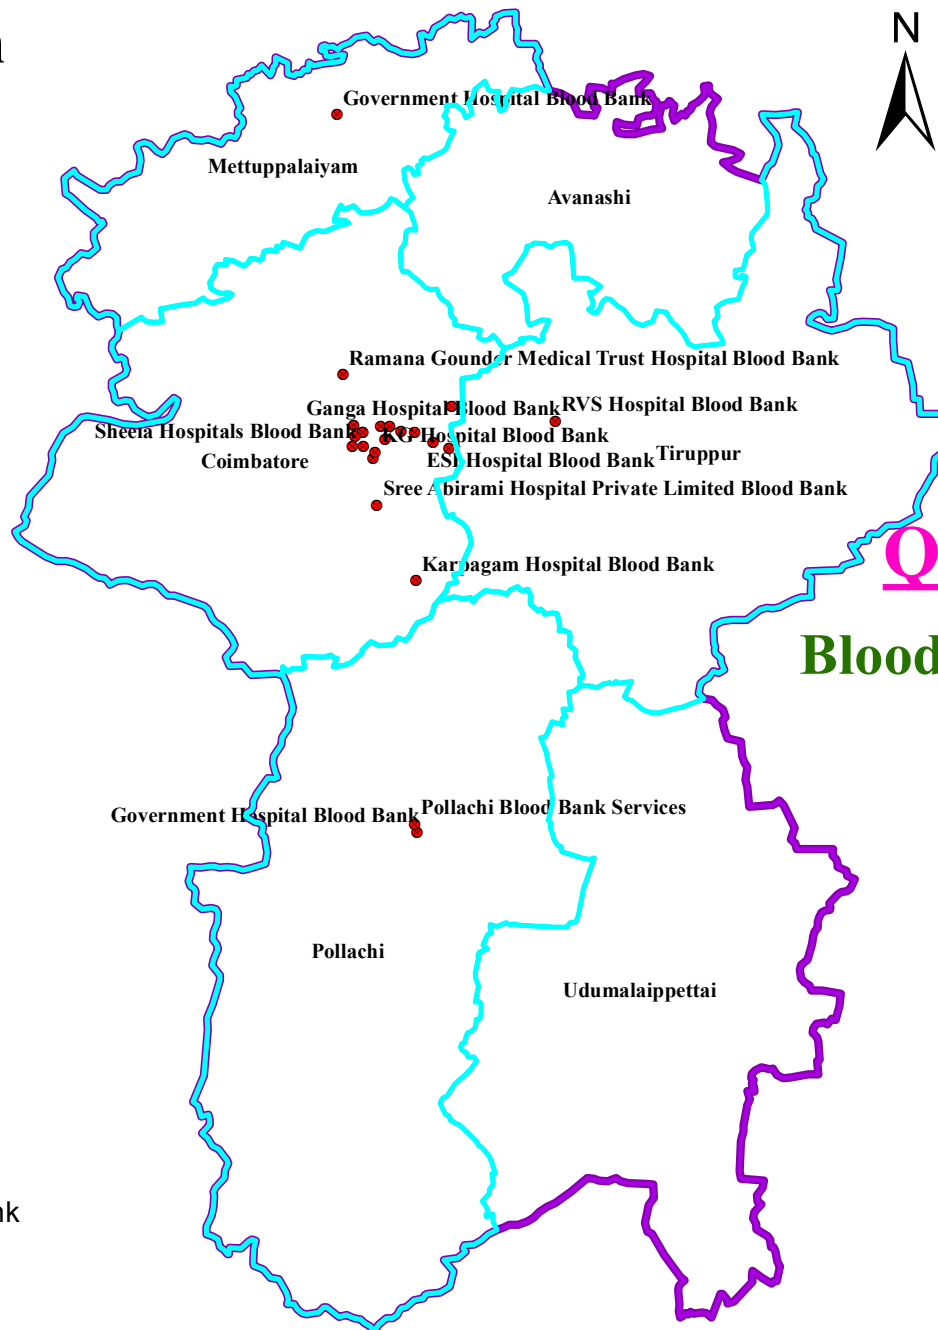 N
Government Hospital Blood Bank
Mettuppalaiyam
Avanashi
Ramana Gounder Medical Trust Hospital Blood Bank
Ganga Hospital Blood Bank
RVS Hospital Blood Bank
Sheela Hospitals Blood Bank
KG Hospital Blood Bank
Coimbatore
ESI Hospital Blood Bank
Tiruppur
Sree Abirami Hospital Private Limited Blood Bank
Q
Karpagam Hospital Blood Bank
Blood
Pollachi Blood Bank Services
Government Hospital Blood Bank
Pollachi
Udumalaippettai
nk